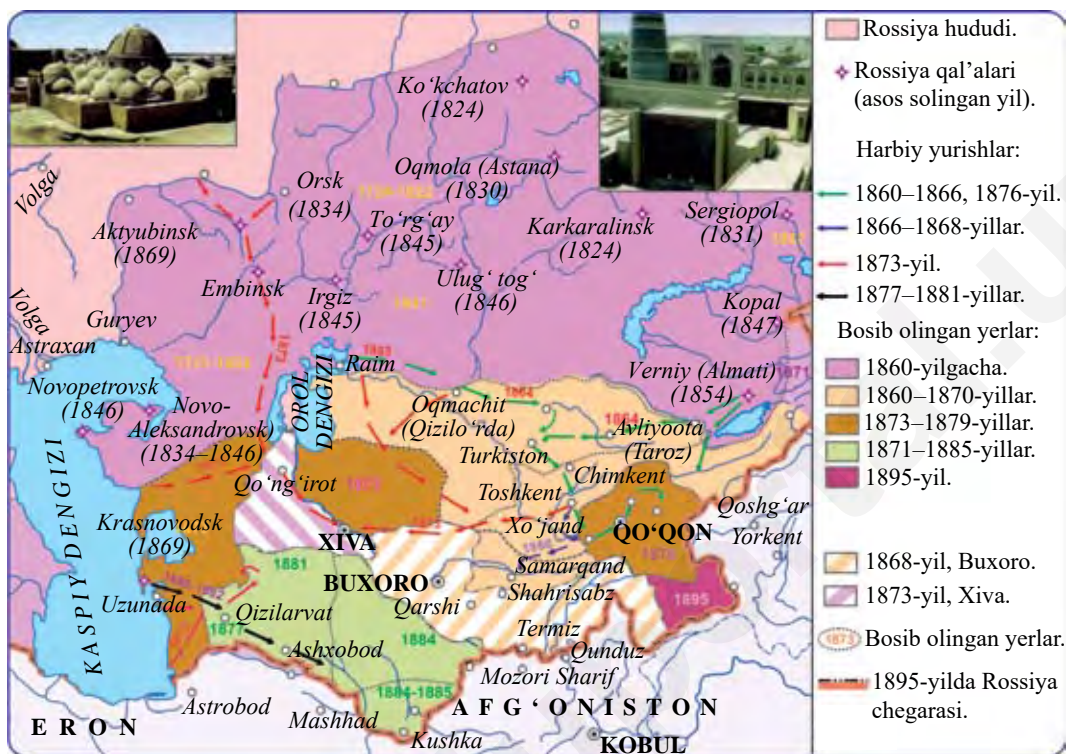 Ko‘kchatov
(1824)
Oqmola (Astana)
(1830)
Orsk
(1834)
To‘rg‘ay
(1845)
Karkaralinsk
(1824)
Sergiopol
(1831)
Volga
Aktyubinsk
(1869)
Embinsk
Irgiz
(1845)
Ulug‘ tog‘
(1846)
Kopal
(1847)
Volga
Guryev
Astraxan
Novopetrovsk
(1846)
Novo-
Aleksandrovsk)
(1834–1846)
OROL
DENGIZI
Raim
Verniy (Almati)
(1854)
1871
1864
Oqmachit
(Qizilo‘rda)
1864
Avliyoota
(Taroz)
Turkiston
Chimkent
Toshkent
Qo‘ng‘irot
1873
KASPIY DENGIZI
Krasnovodsk
(1869)
XIVA
Xo‘jand
QO‘QON
1876
Qoshg‘ar
Yorkent
BUXORO
Samarqand
Shahrisabz
Qarshi
1895
1881
Uzunada
Qizilarvat
1877
Ashxobod
1884
Termiz
Qunduz
Mozori Sharif
1884-1885
Astrobod
Mashhad
Kushka
ERON
AFG‘ONISTON
KOBUL
Rossiya hududi.
Rossiya qal’alari
(asos solingan yil).
Harbiy yurishlar:
1860–1866, 1876-yil.
1866–1868-yillar.
1873-yil.
1877–1881-yillar.
Bosib olingan yerlar:
1860-yilgacha.
1860–1870-yillar.
1873–1879-yillar.
1871–1885-yillar.
1895-yil.
1868-yil, Buxoro.
1873-yil, Xiva.
1873 Bosib olingan yerlar.
1895-yilda Rossiya
chegarasi.